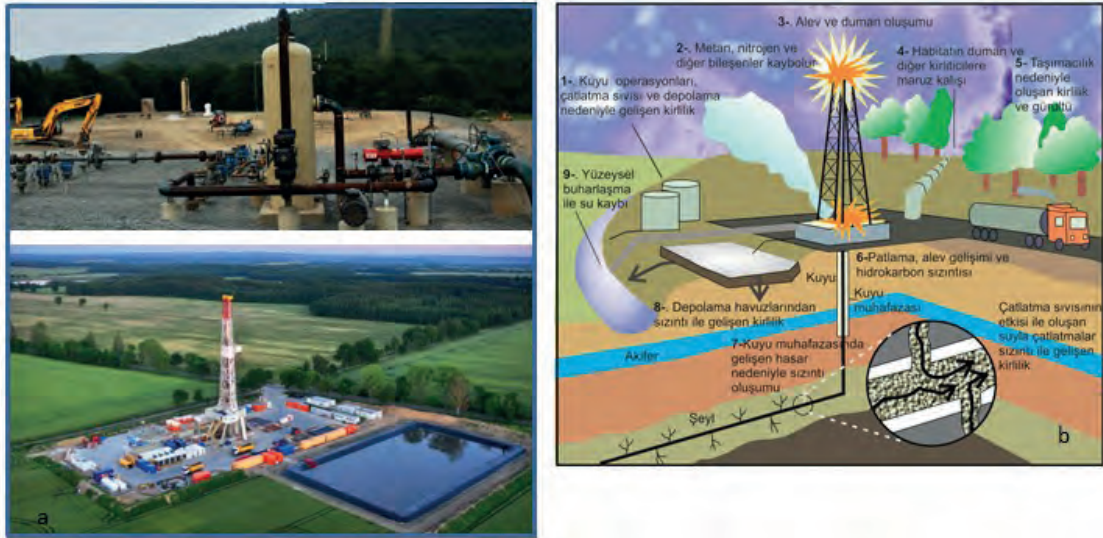 a
3-. Alev ve duman oluşumu
2-. Metan, nitrojen ve
diğer bileşenler kaybolur
4- Habitatın duman ve
diğer kirliticilere
maruz kalışı
5-. Taşımacılık
nedeniyle
oluşan kirlilik
ve gürültü
1-. Kuyu operasyonları,
çatlatma sıvısı ve depolama
nedeniyle gelişen kirlilik
9-. Yüzeysel
buharlaşma
ile su kaybı
6-Patlama, alev gelişimi ve
hidrokarbon sızıntısı
Kuyu
Kuyu
muhafazası
8-. Depolama havuzlarından
sızıntı ile gelişen kirlilik
Çatlatma sıvısının
etkisi ile oluşan
suyla çatlatmalar
sızıntı ile gelişen
kirlilik
Akifer
7-Kuyu muhafazasında
gelişen hasar
nedeniyle sızıntı
oluşumu
Şeyl
b